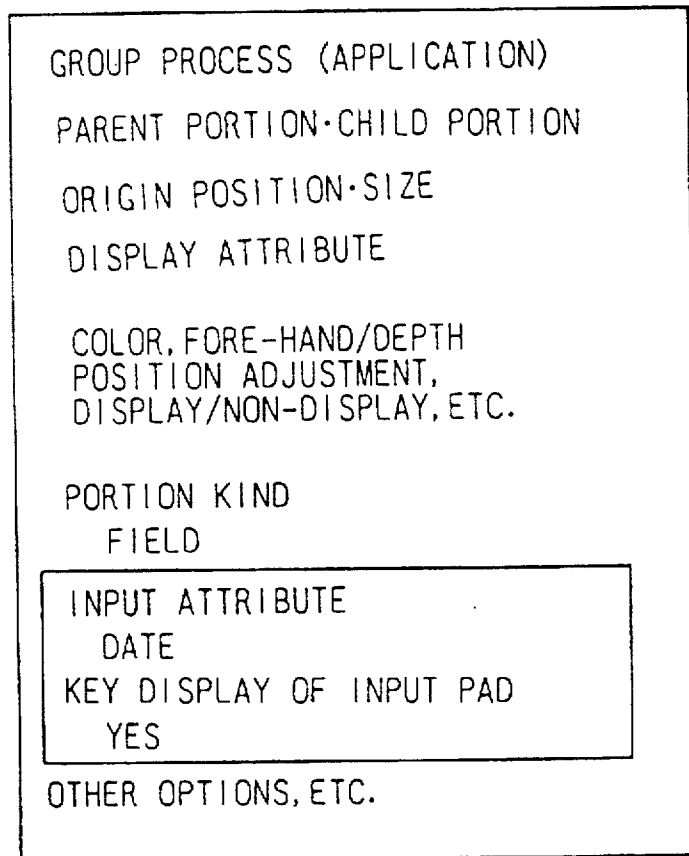 GROUP PROCESS (APPLICATION)
PARENT PORTION·CHILD PORTION
ORIGIN POSITION·SIZE
DISPLAY ATTRIBUTE
COLOR, FORE-HAND/DEPTH
POSITION ADJUSTMENT,
DISPLAY/NON-DISPLAY, ETC.
PORTION KIND
FIELD
INPUT ATTRIBUTE
DATE
KEY DISPLAY OF INPUT PAD
YES
OTHER OPTIONS, ETC.